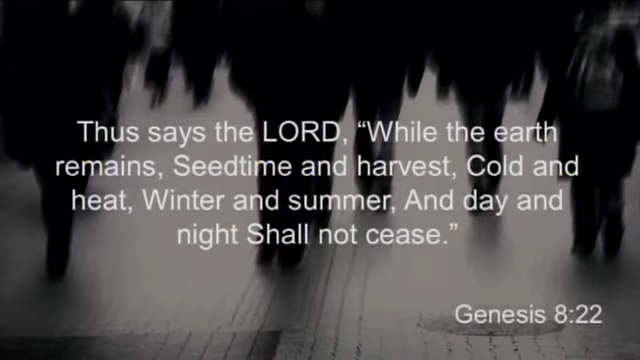 Thus says the LORD, “While the earth
remains, Seedtime and harvest, Cold and
heat, Winter and summer, And day and
night Shall not cease.”
Genesis 8:22